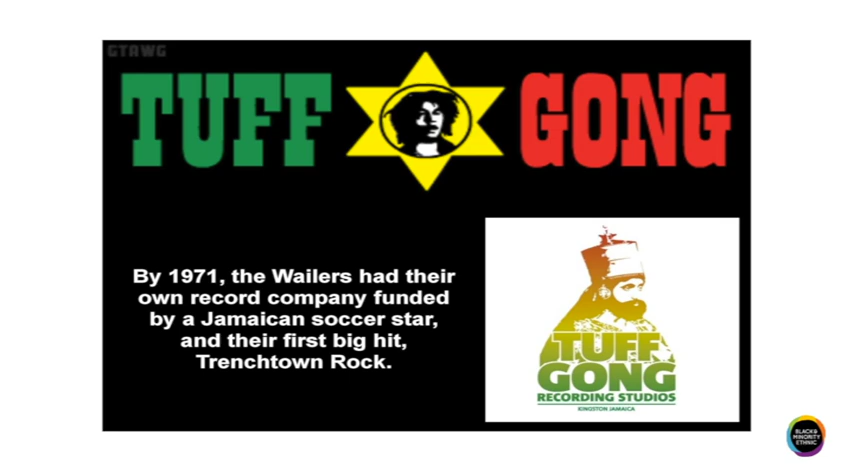 GTAWG
TUFF GONG
By 1971, the Wailers had their
own record company funded
by a Jamaican soccer star,
and their first big hit,
Trenchtown Rock.
TUFF
GONG
RECORDING STUDIOS
KINGSTON JAMAICA
BLACK&
MINORITY
ETHNIC